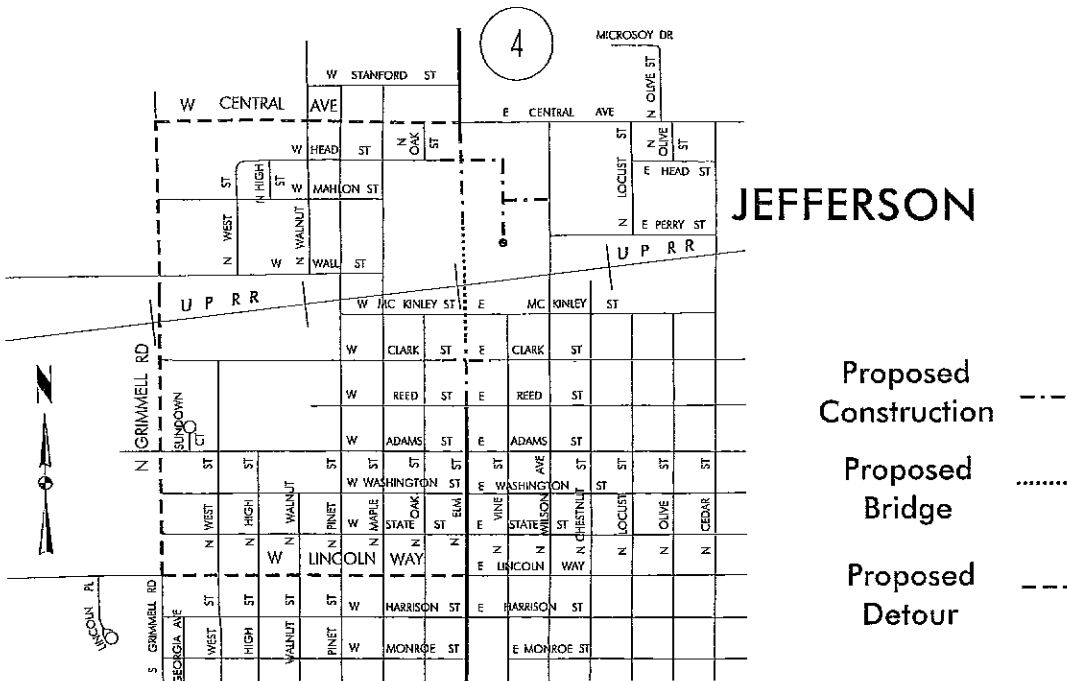 4
MICROSOY DR
W STANFORD ST
N OLIVE ST
W CENTRAL AVE
E CENTRAL AVE
N OAK ST
N LOCUST ST
N OLIVE ST
W HEAD ST
E HEAD ST
N WEST ST
N HIGH ST
W MAHLON ST
N WALNUT
JEFFERSON
E PERRY ST
W WALL ST
U P R R
U P R R
W MC KINLEY ST
E MC KINLEY ST
N GRIMMELL RD
W CLARK ST
E CLARK ST
W REED ST
E REED ST
SUNDOWN CT
W ADAMS ST
E ADAMS ST
W WASHINGTON ST
E WASHINGTON ST
N WEST ST
N HIGH ST
N WALNUT ST
N PINET ST
MAPLE ST
OAK ST
N ELM ST
N VINE ST
N WILSON AVE
N CHESTNUT ST
N LOCUST ST
N OLIVE ST
N CEDAR ST
W STATE ST
E STATE ST
W LINCOLN WAY
E LINCOLN WAY
LINCOLN PL
S GRIMMELL RD
GEORGIA AVE
WEST ST
HIGH ST
WALNUT ST
PINET ST
W HARRISON ST
E HARRISON ST
W MONROE ST
E MONROE ST
N
Proposed
Construction
Proposed
Bridge
Proposed
Detour